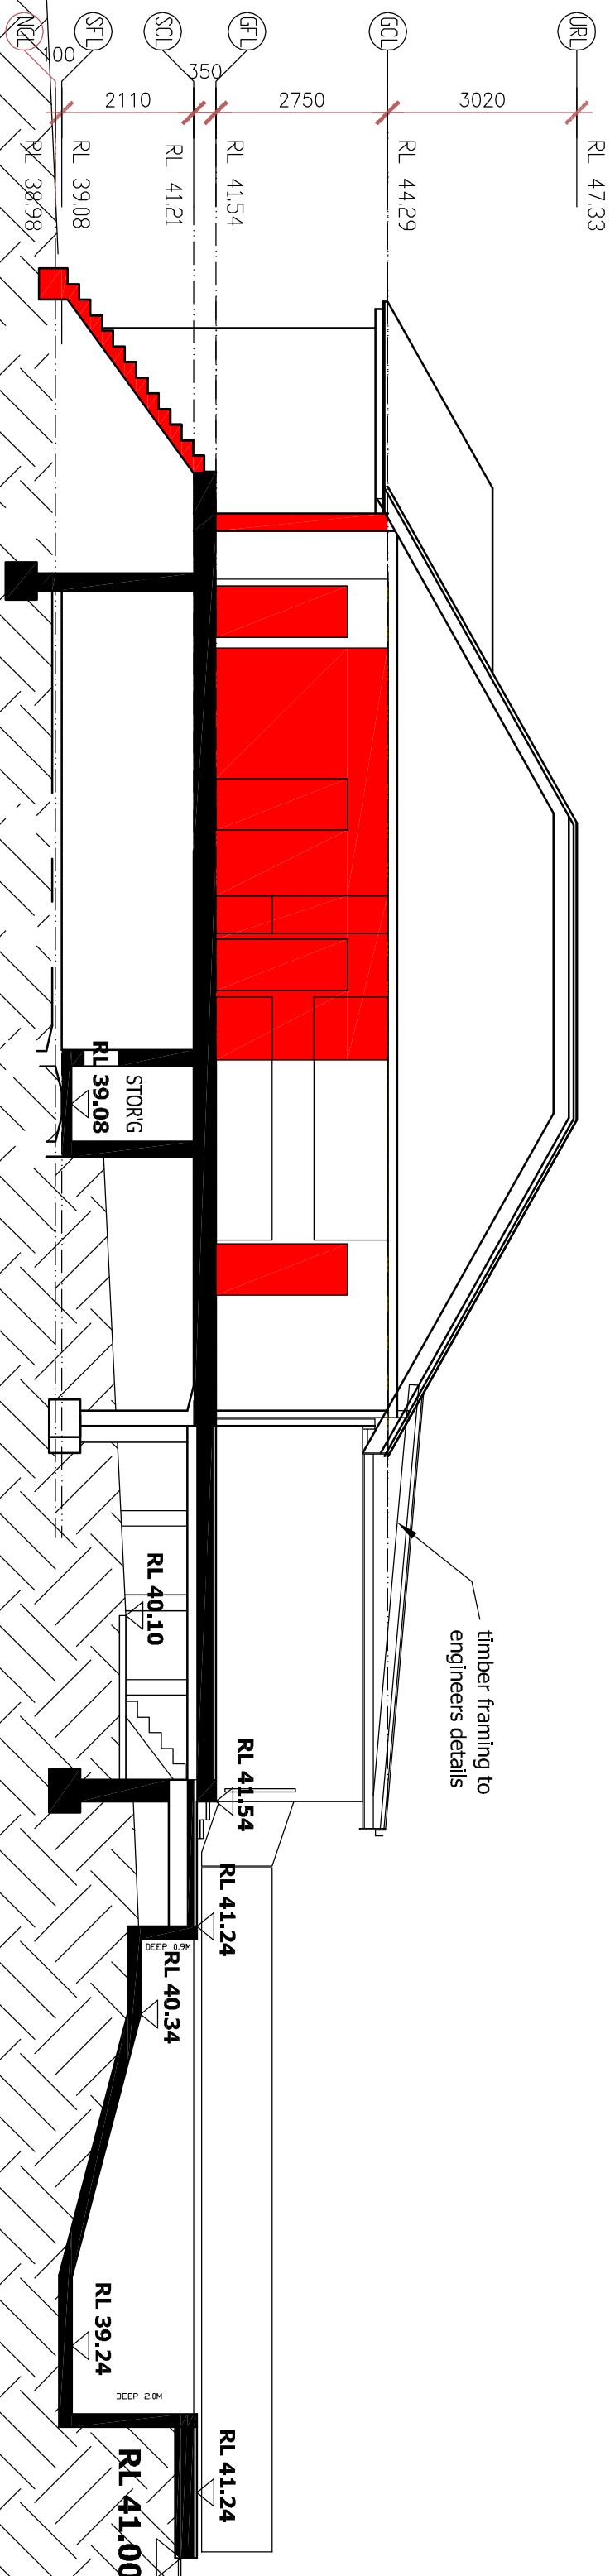 URL
RL 47.33
3020
GCL
RL 44.29
2750
GFL
RL 41.54
350
SCL
RL 41.21
2110
SFL
RL 39.08
100
NGL
RL 38.98
timber framing to
engineers details
STOR'G
RL 39.08
RL 40.10
RL 41.54
RL 41.24
DEEP 0.9M
RL 40.34
RL 39.24
DEEP 2.0M
RL 41.24
RL 41.00